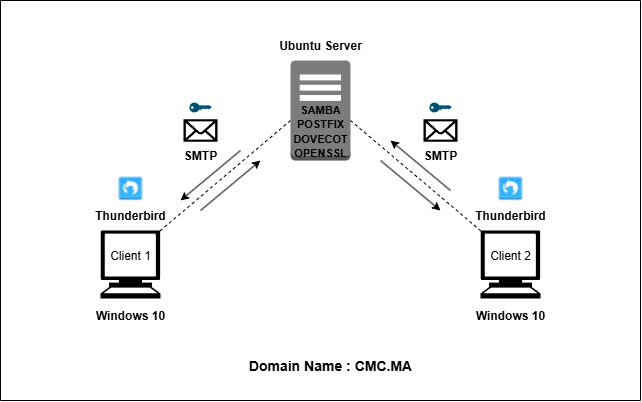 Ubuntu Server
SAMBA
POSTFIX
DOVECOT
OPENSSL
SMTP
SMTP
Thunderbird
Thunderbird
Client 1
Client 2
Windows 10
Windows 10
Domain Name : CMC.MA